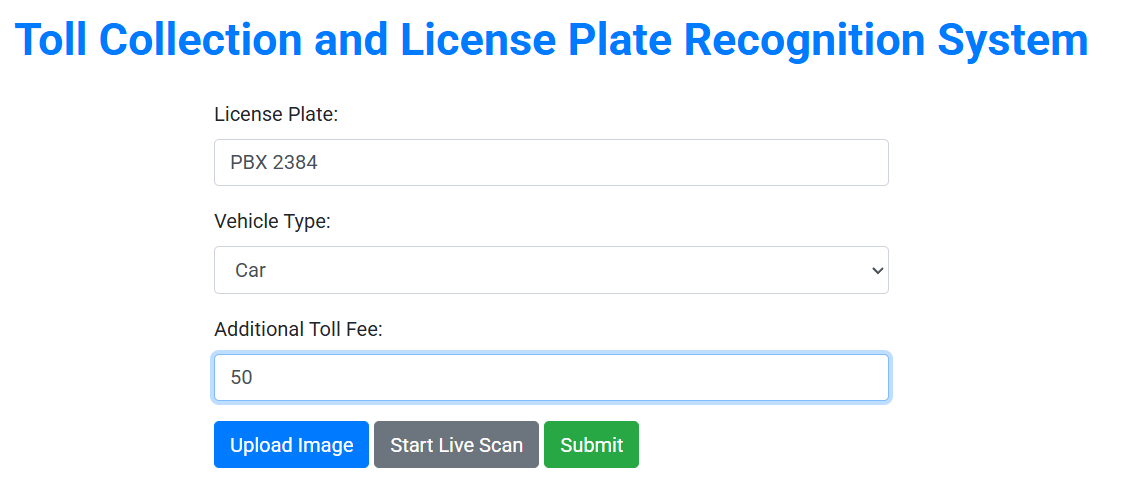 Toll Collection and License Plate Recognition System
License Plate:
PBX 2384
Vehicle Type:
Car
Additional Toll Fee:
50
Upload Image Start Live Scan Submit